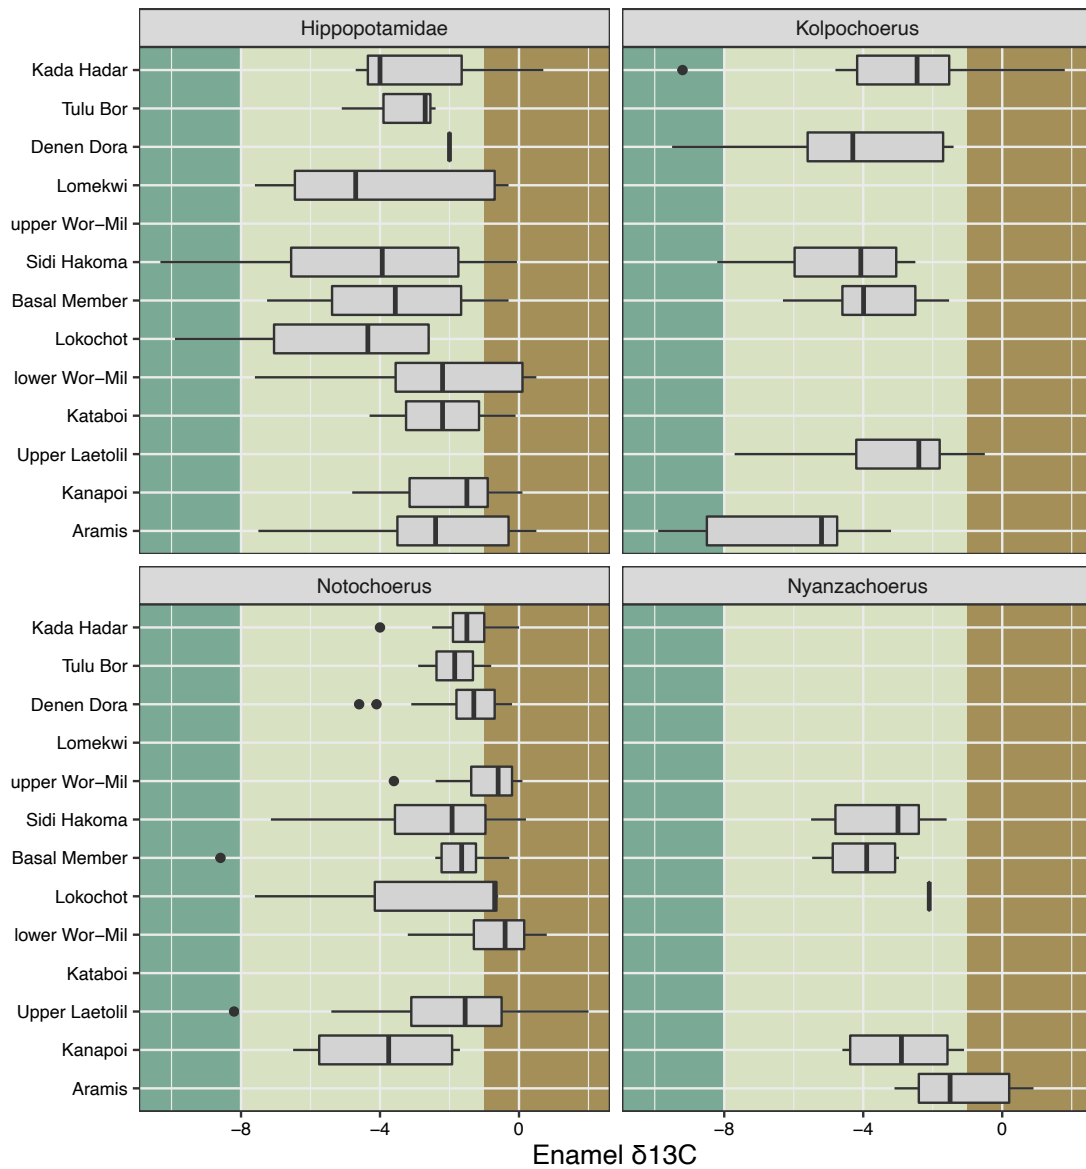 Hippopotamidae
Kolpochoerus
Kada Hadar
Tulu Bor
Denen Dora
Lomekwi
upper Wor−Mil
Sidi Hakoma
Basal Member
Lokochot
lower Wor−Mil
Kataboi
Upper Laetolil
Kanapoi
Aramis
Notochoerus
Nyanzachoerus
Kada Hadar
Tulu Bor
Denen Dora
Lomekwi
upper Wor−Mil
Sidi Hakoma
Basal Member
Lokochot
lower Wor−Mil
Kataboi
Upper Laetolil
Kanapoi
Aramis
−8 −4 0 −8 −4 0
Enamel δ13C